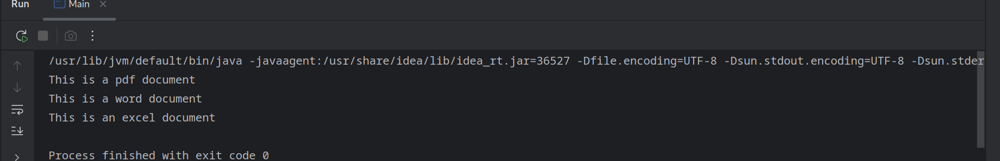 Run Main
/usr/lib/jvm/default/bin/java -javaagent:/usr/share/idea/lib/idea_rt.jar=36527 -Dfile.encoding=UTF-8 -Dsun.stdout.encoding=UTF-8 -Dsun.stder
This is a pdf document
This is a word document
This is an excel document
Process finished with exit code 0